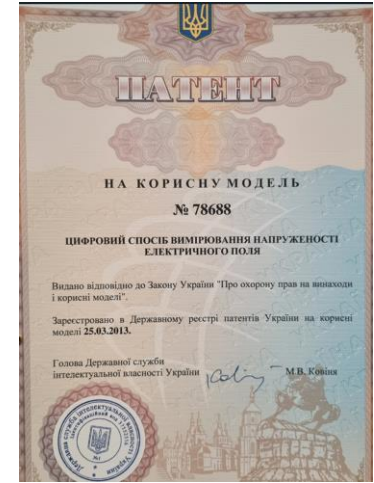 ПАТЕНТ
НА КОРИСНУ МОДЕЛЬ
№ 78688
ЦИФРОВИЙ СПОСІБ ВИМІРЮВАННЯ НАПРУЖЕНОСТІ
ЕЛЕКТРИЧНОГО ПОЛЯ
Видано відповідно до Закону України "Про охорону прав на винаходи
і корисні моделі".
Зареєстровано в Державному реєстрі патентів України на корисні
моделі 25.03.2013.
Голова Державної служби
інтелектуальної власності України
М.В. Ковіня